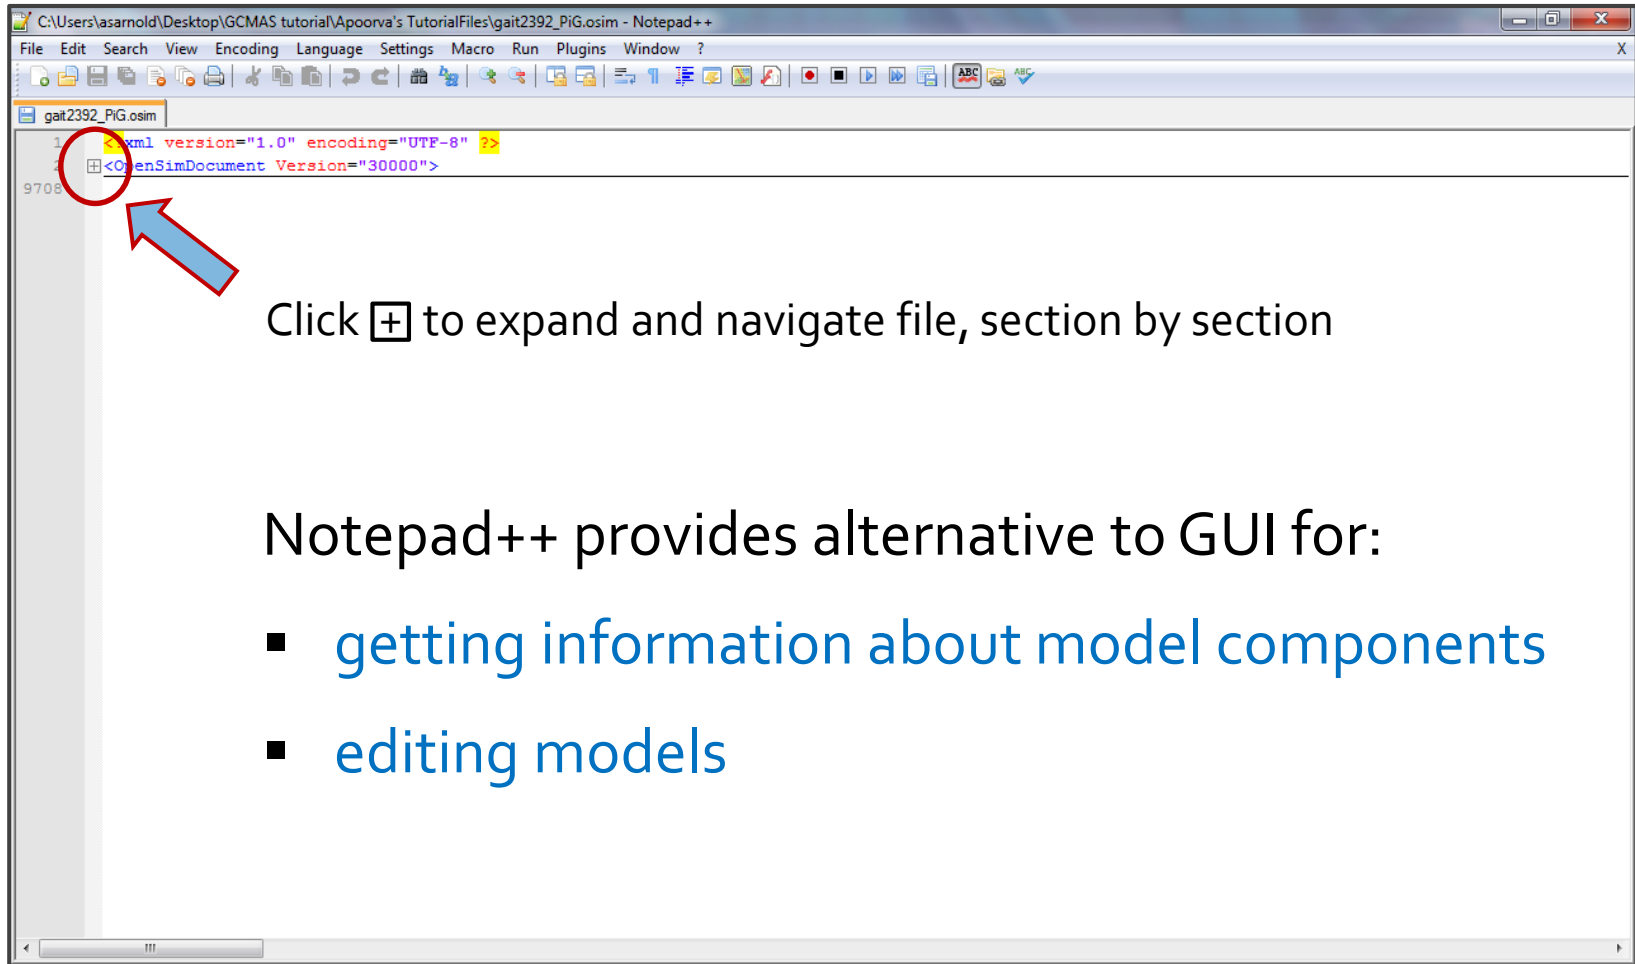 C:\Users\asarnold\Desktop\GCMAS tutorial\Apoorva's TutorialFiles\gait2392_PiG.osim - Notepad++
File Edit Search View Encoding Language Settings Macro Run Plugins Window ? X
gait2392_PiG.osim
1 <?xml version="1.0" encoding="UTF-8" ?>
2 <OpenSimDocument Version="30000">
9708
Click + to expand and navigate file, section by section
Notepad++ provides alternative to GUI for:
▪ getting information about model components
▪ editing models